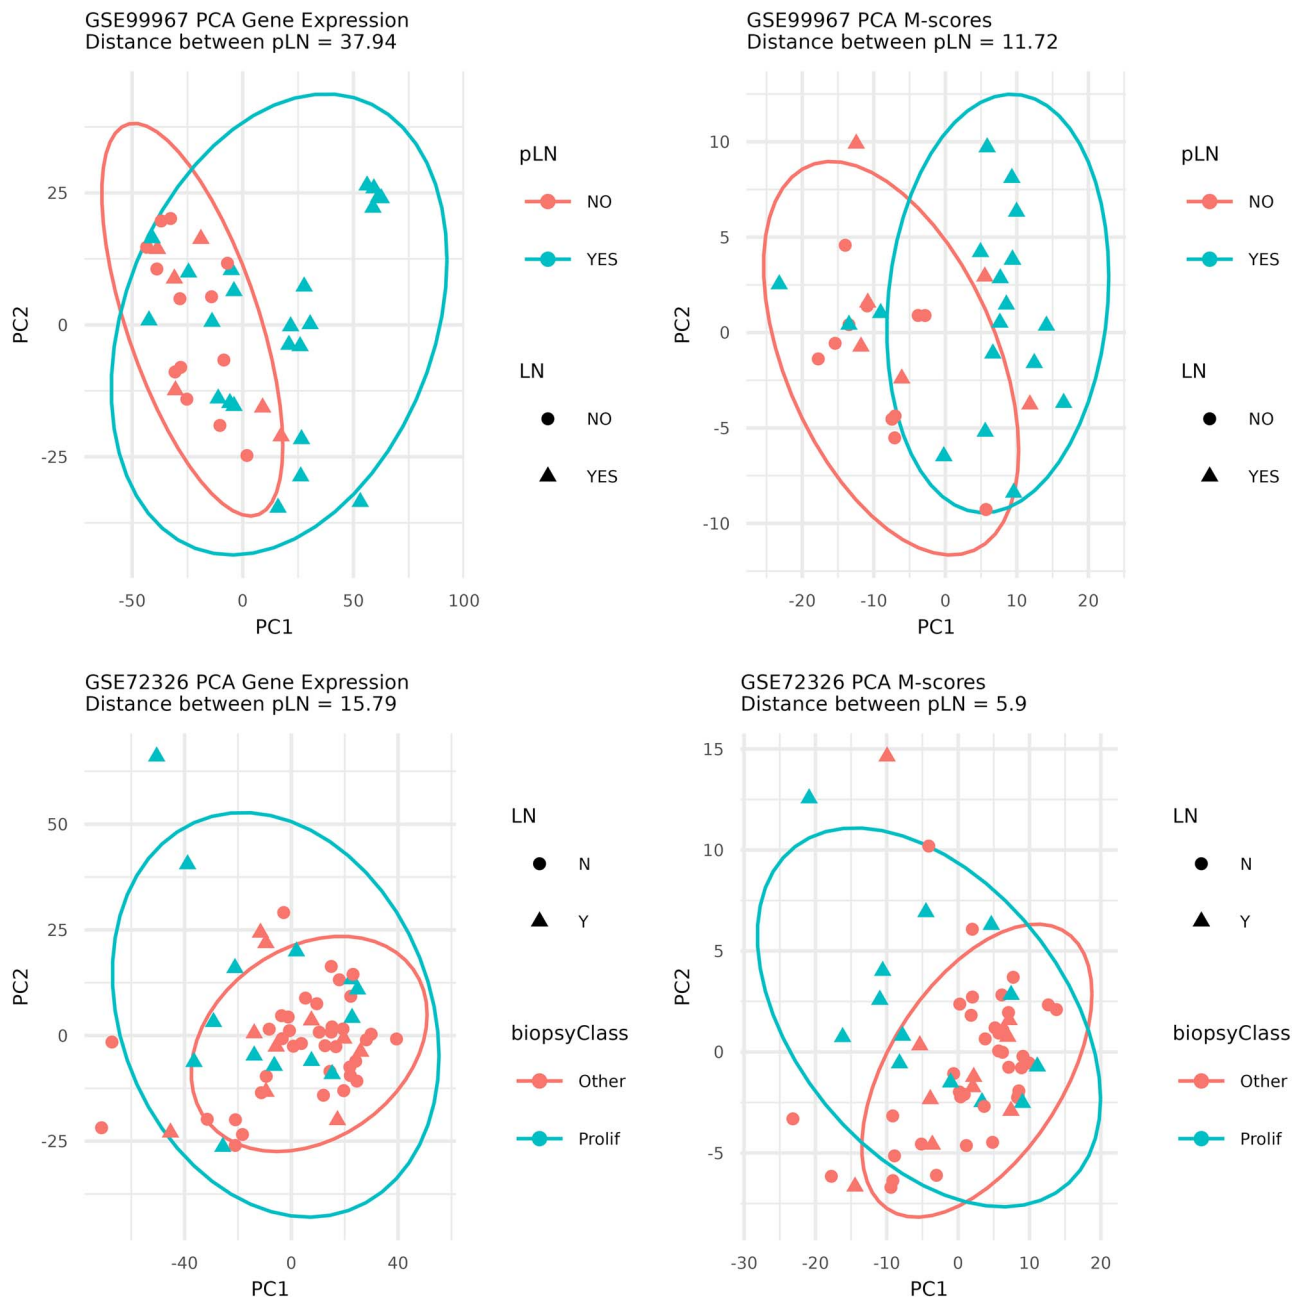 GSE99967 PCA Gene Expression
Distance between pLN = 37.94
25
0
-25
PC2
-50
0
50
100
PC1
pLN
NO
YES
LN
NO
YES
GSE99967 PCA M-scores
Distance between pLN = 11.72
10
5
0
-5
-10
PC2
-20
-10
0
10
20
PC1
pLN
NO
YES
LN
NO
YES
GSE72326 PCA Gene Expression
Distance between pLN = 15.79
50
25
0
-25
PC2
-40
0
40
PC1
LN
N
Y
biopsyClass
Other
Prolif
GSE72326 PCA M-scores
Distance between pLN = 5.9
15
10
5
0
-5
PC2
-30
-20
-10
0
10
20
PC1
LN
N
Y
biopsyClass
Other
Prolif